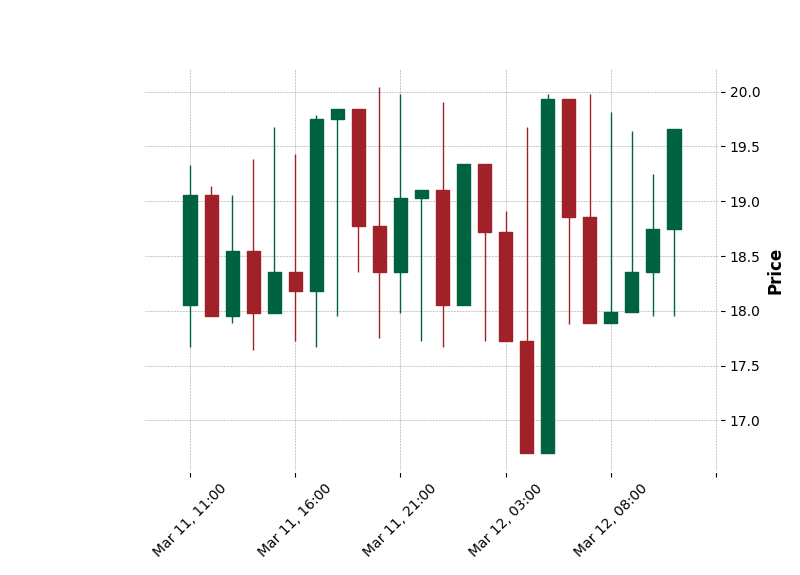 20.0
19.5
19.0
18.5
18.0
17.5
17.0
Price
Mar 11, 11:00
Mar 11, 16:00
Mar 11, 21:00
Mar 12, 03:00
Mar 12, 08:00